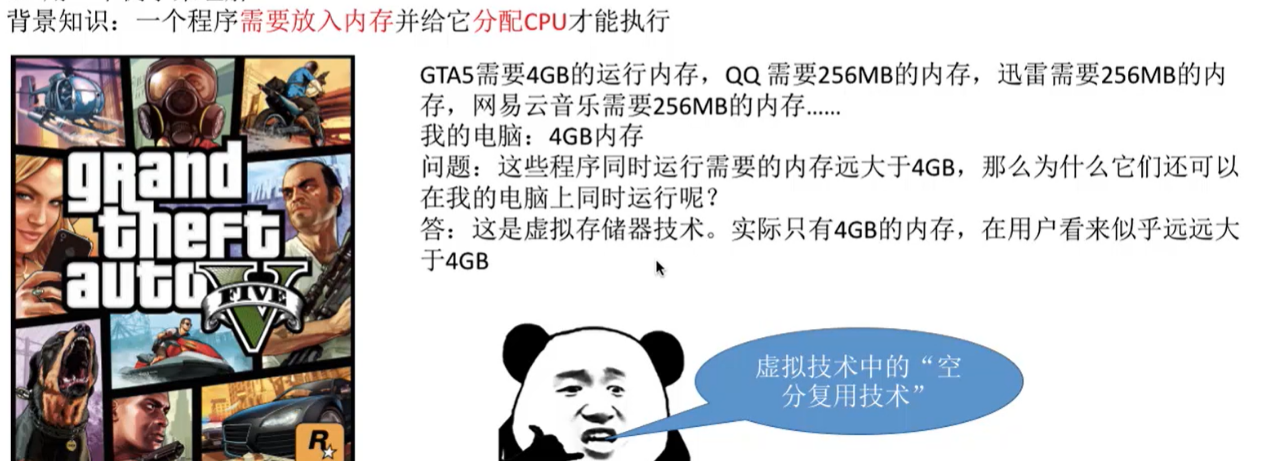 背景知识：一个程序需要放入内存并给它分配CPU才能执行
GTA5需要4GB的运行内存，QQ 需要256MB的内存，迅雷需要256MB的内
存，网易云音乐需要256MB的内存……
我的电脑：4GB内存
问题：这些程序同时运行需要的内存远大于4GB，那么为什么它们还可以
在我的电脑上同时运行呢？
答：这是虚拟存储器技术。实际只有4GB的内存，在用户看来似乎远远大
于4GB
grand
theft
auto
V
FIVE
R
虚拟技术中的“空
分复用技术”